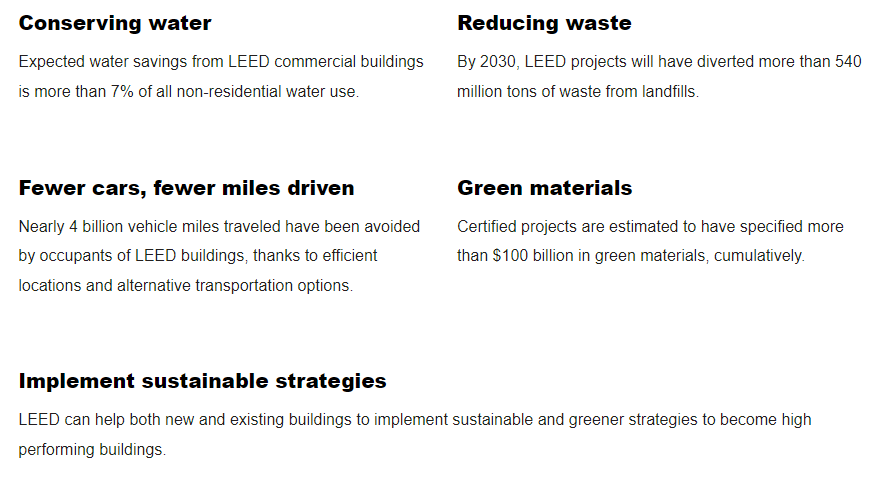 Conserving water
Expected water savings from LEED commercial buildings
is more than 7% of all non-residential water use.
Reducing waste
By 2030, LEED projects will have diverted more than 540
million tons of waste from landfills.
Fewer cars, fewer miles driven
Nearly 4 billion vehicle miles traveled have been avoided
by occupants of LEED buildings, thanks to efficient
locations and alternative transportation options.
Green materials
Certified projects are estimated to have specified more
than $100 billion in green materials, cumulatively.
Implement sustainable strategies
LEED can help both new and existing buildings to implement sustainable and greener strategies to become high
performing buildings.